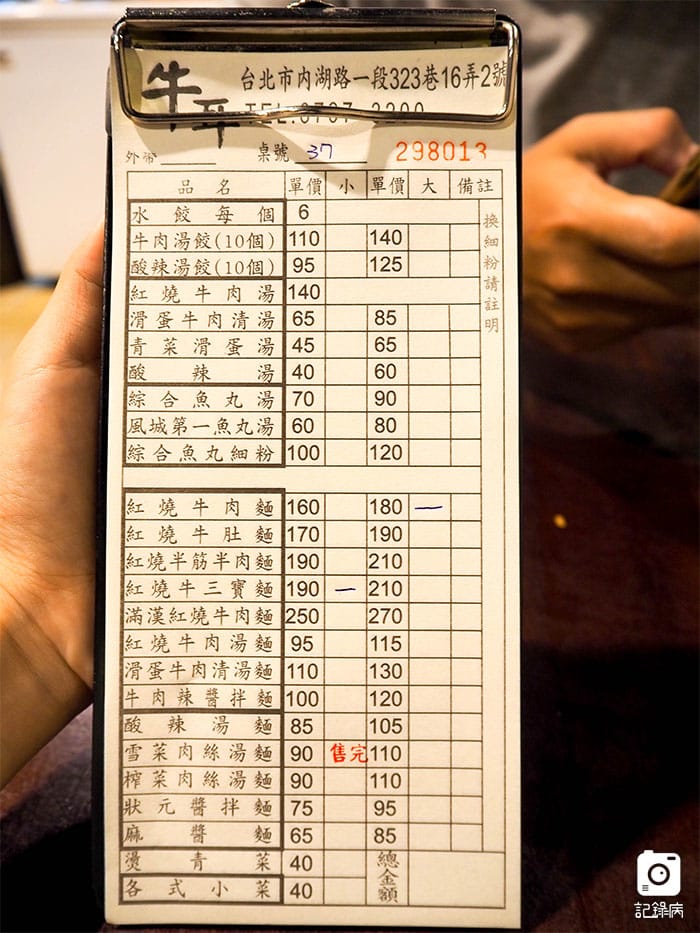 牛
台北市內湖路一段323巷16弄2號
外帶 桌號 37 298013
品名 單價 小 單價 大 備註
水餃每個 6
牛肉湯餃(10個) 110 140
酸辣湯餃(10個) 95 125
紅燒牛肉湯 140
滑蛋牛肉清湯 65 85
青菜滑蛋湯 45 65
酸辣湯 40 60
綜合魚丸湯 70 90
風城第一魚丸湯 60 80
綜合魚丸細粉 100 120
換細粉請註明
紅燒牛肉麵 160 180 一
紅燒牛肚麵 170 190
紅燒半筋半肉麵 190 210
紅燒牛三寶麵 190 一 210
滿漢紅燒牛肉麵 250 270
紅燒牛肉湯麵 95 115
滑蛋牛肉清湯麵 110 130
牛肉辣醬拌麵 100 120
酸辣湯麵 85 105
雪菜肉絲湯麵 90 售完 110
榨菜肉絲湯麵 90 110
狀元醬拌麵 75 95
麻醬麵 65 85
燙青菜 40
各式小菜 40
總金額
記錄病